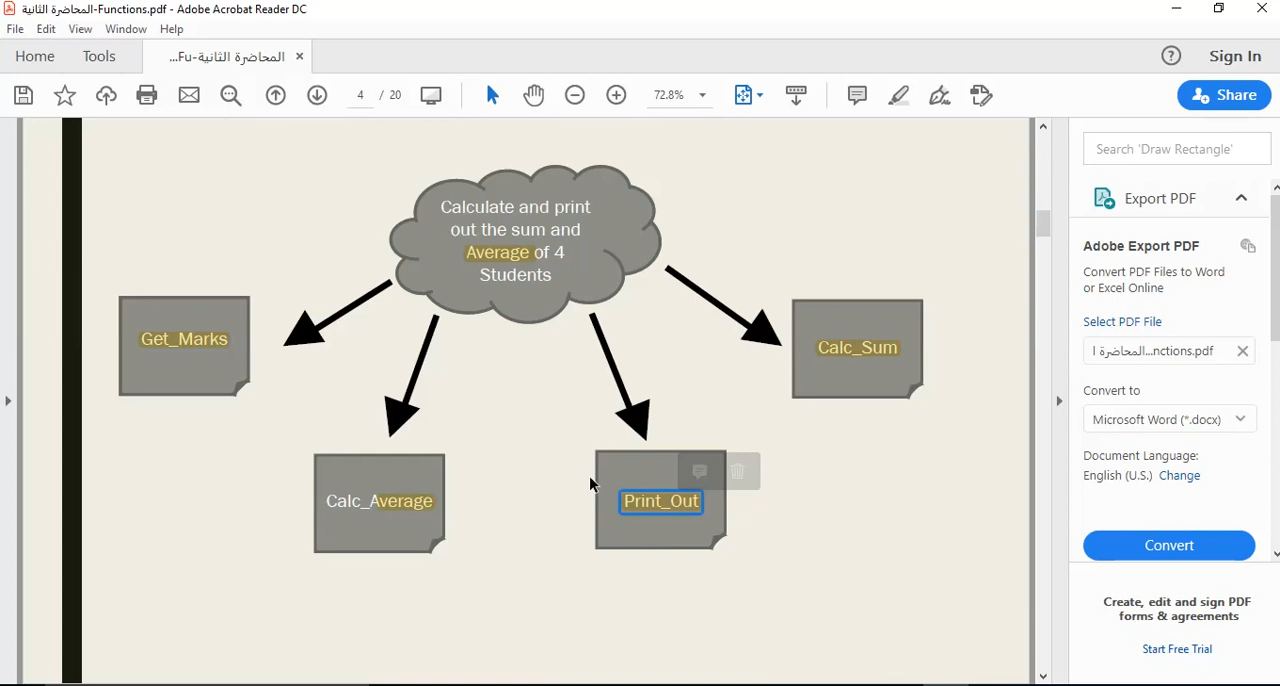 المحاضرة الثانية-Functions.pdf - Adobe Acrobat Reader DC
File Edit View Window Help
Home Tools المحاضرة الثانية-Fu... × Sign In
4 / 20 72.8% Share
Calculate and print
out the sum and
Average of 4
Students
Get_Marks
Calc_Sum
Calc_Average
Print_Out
Search 'Draw Rectangle'
Export PDF
Adobe Export PDF
Convert PDF Files to Word
or Excel Online
Select PDF File
المحاضرة ا...nctions.pdf
Convert to
Microsoft Word (*.docx)
Document Language:
English (U.S.) Change
Convert
Create, edit and sign PDF
forms & agreements
Start Free Trial